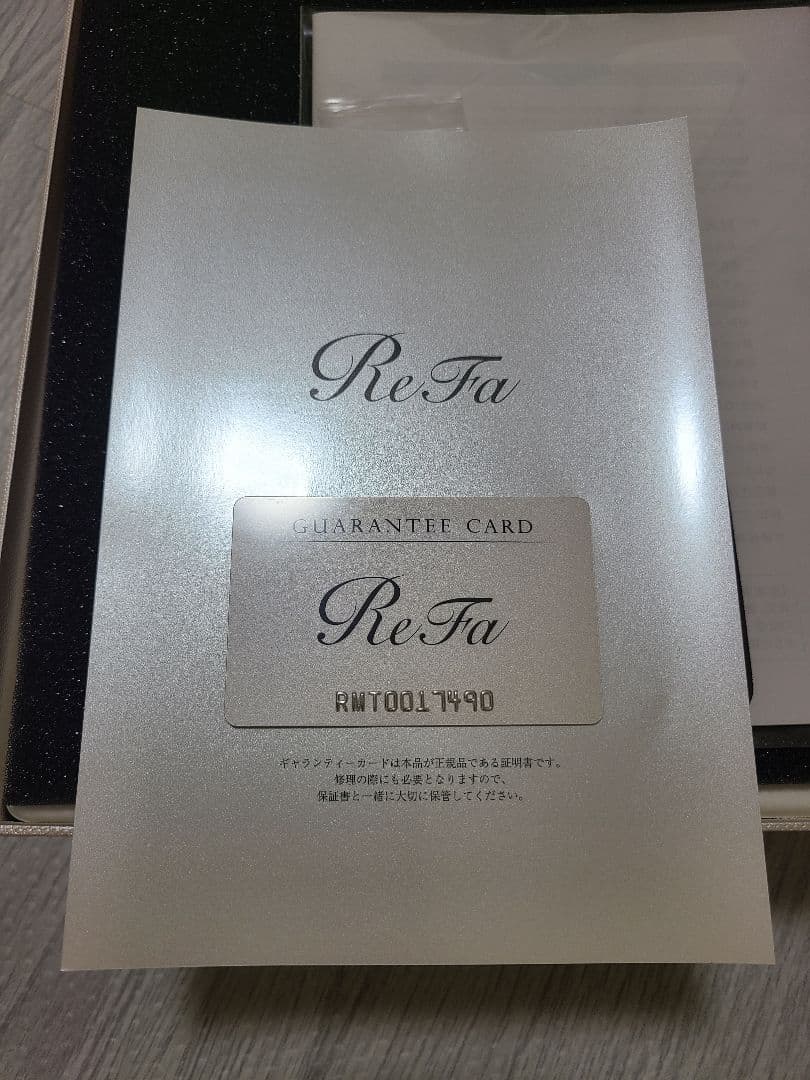 ReFa
GUARANTEE CARD
ReFa
RMT0017490
ギャランティーカードは本品が正規品である証明書です。
修理の際にも必要となりますので、
保証書と一緒に大切に保管してください。